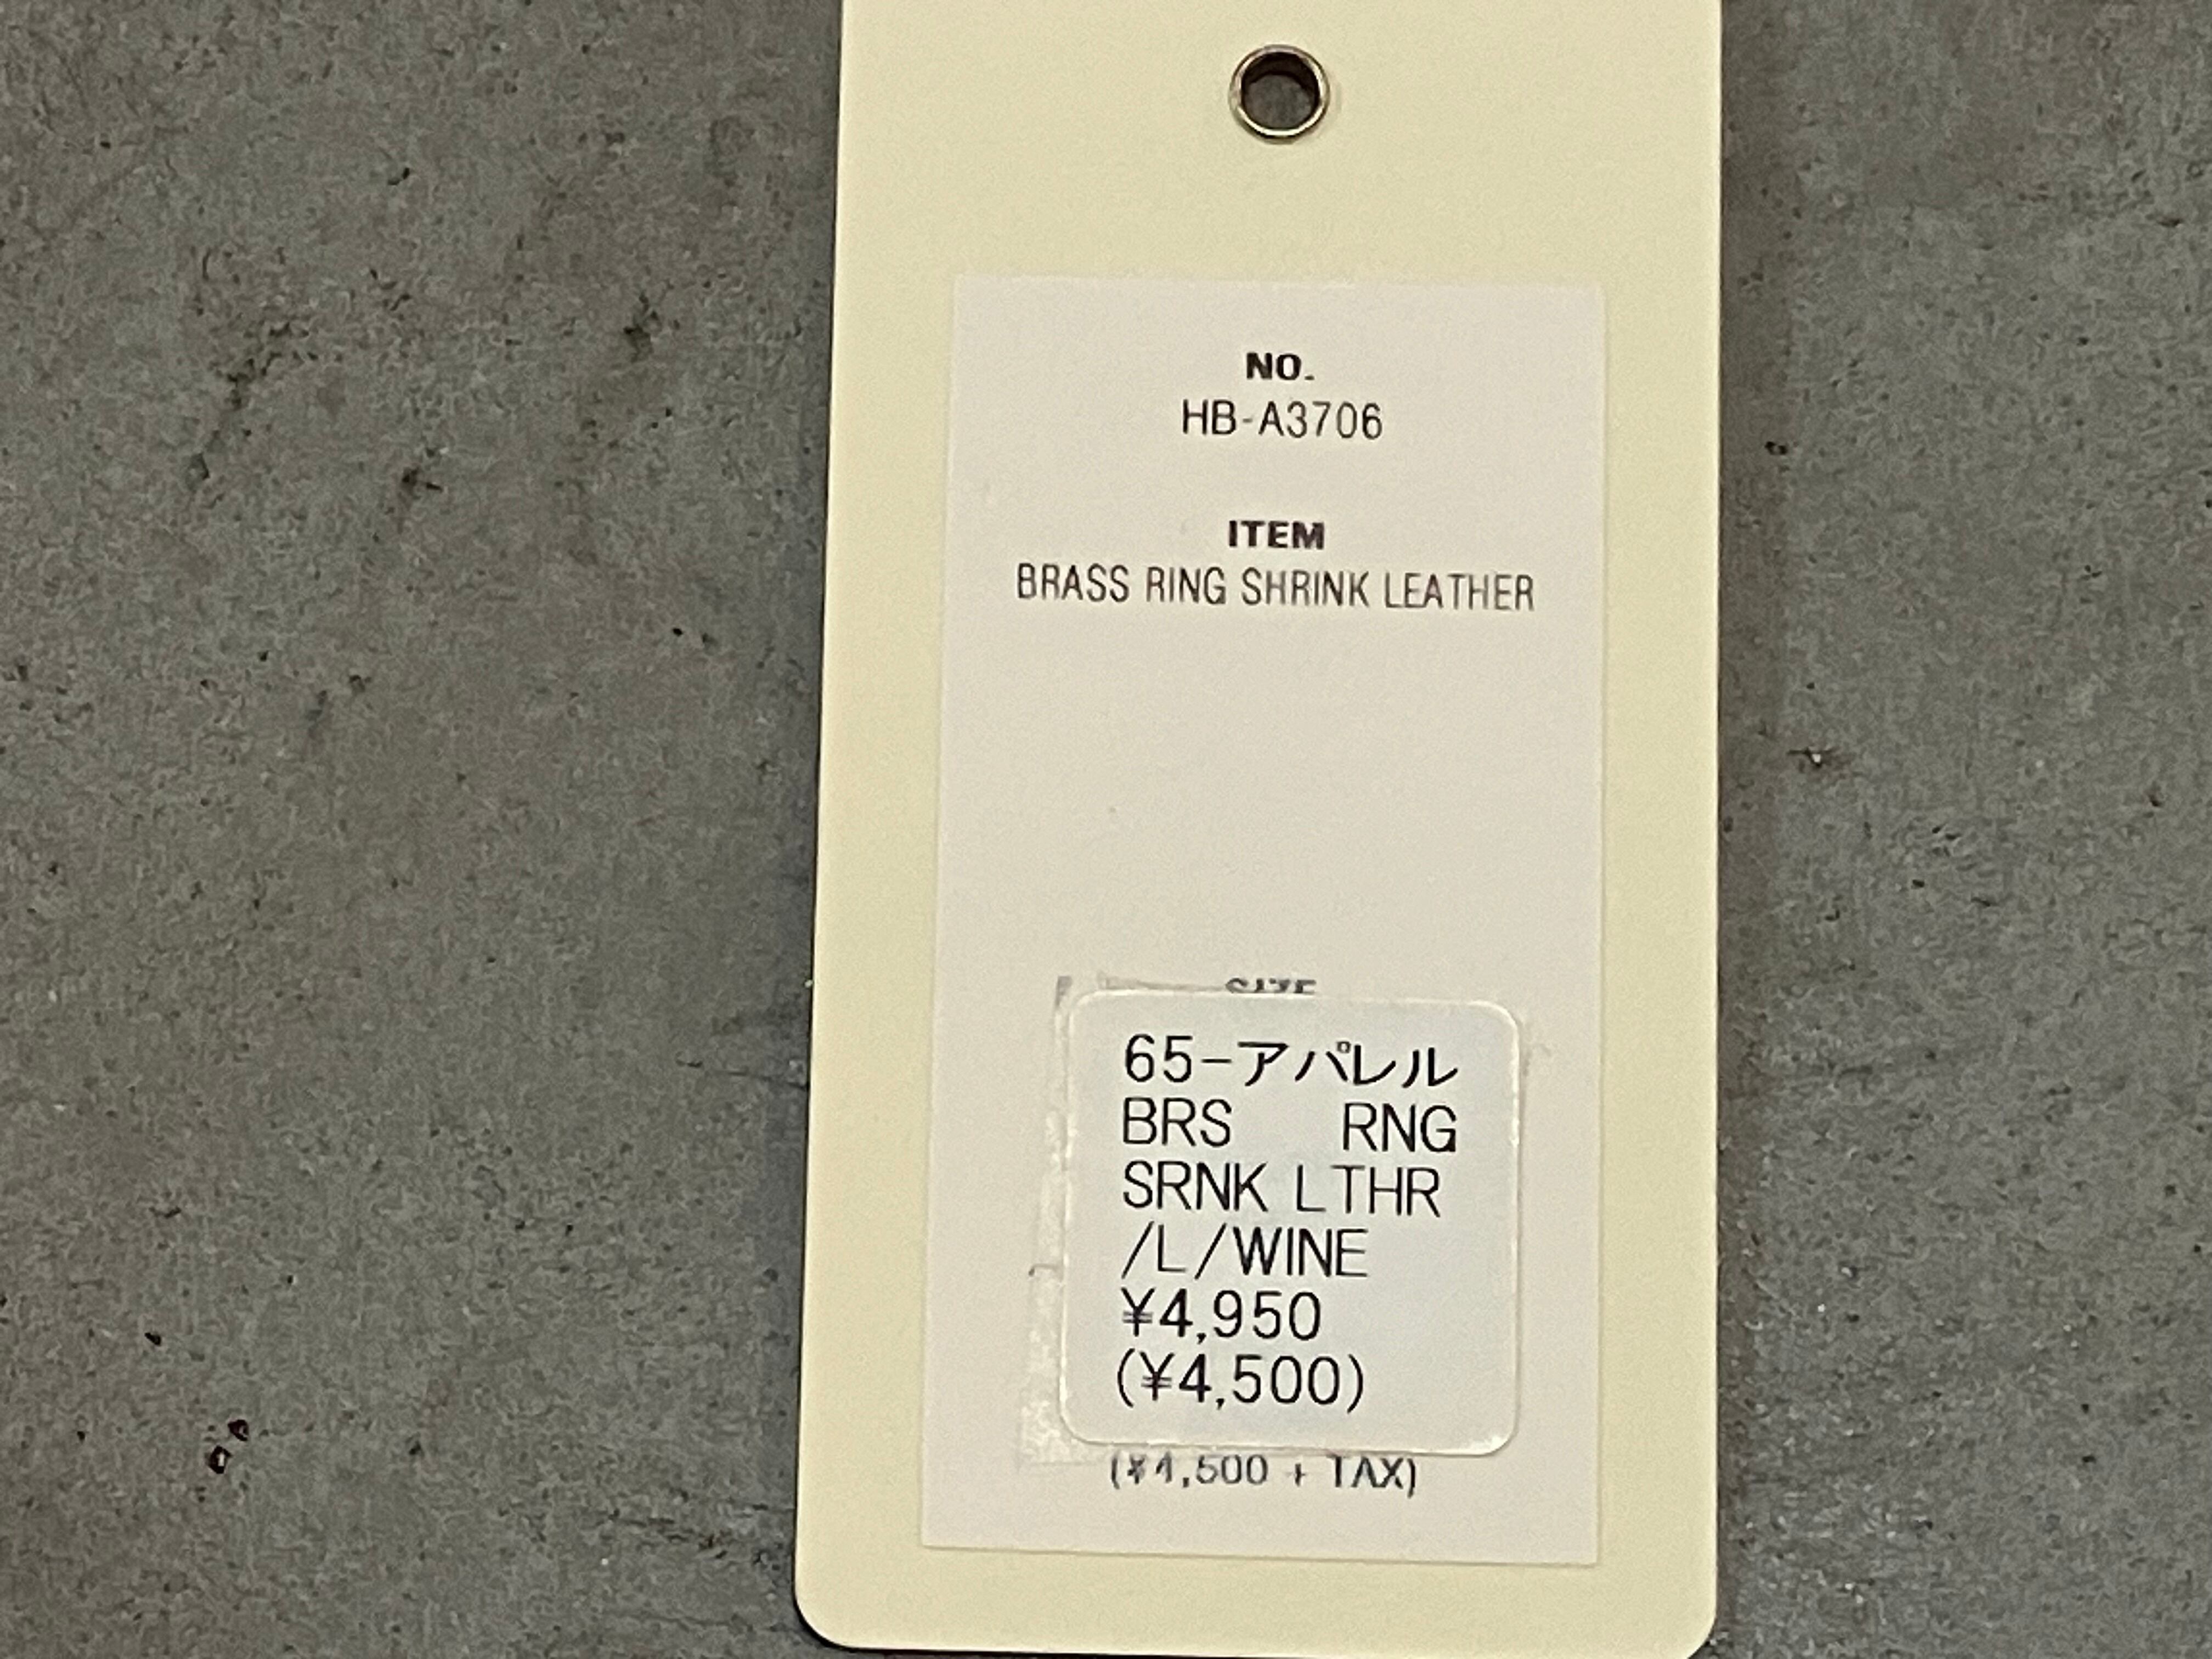 NO.
HB-A3706
ITEM
BRASS RING SHRINK LEATHER
SIZE
65-アパレル
BRS RNG
SRNK LTHR
/L/WINE
¥4,950
(¥4,500)
(¥4,500 + TAX)